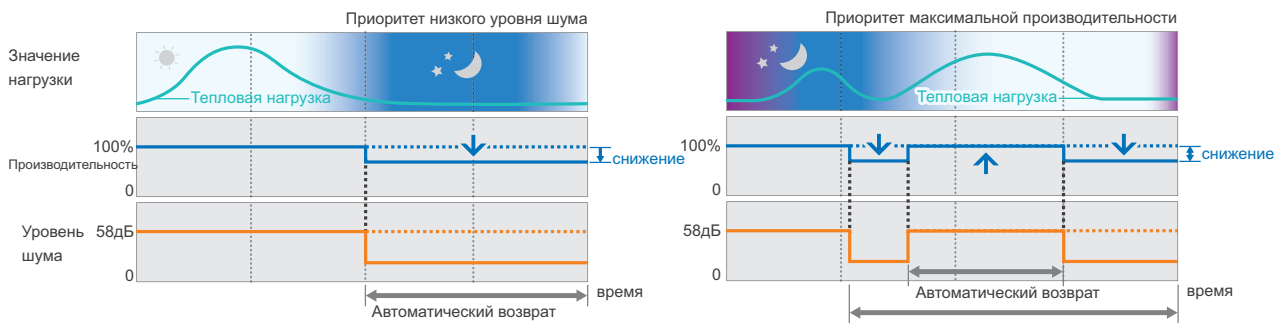 Приоритет низкого уровня шума
Значение
нагрузки
Тепловая нагрузка
100%
Производительность
0
снижение
Уровень
шума
58дБ
0
время
Автоматический возврат
Приоритет максимальной производительности
Тепловая нагрузка
100%
0
снижение
58дБ
0
Автоматический возврат
время